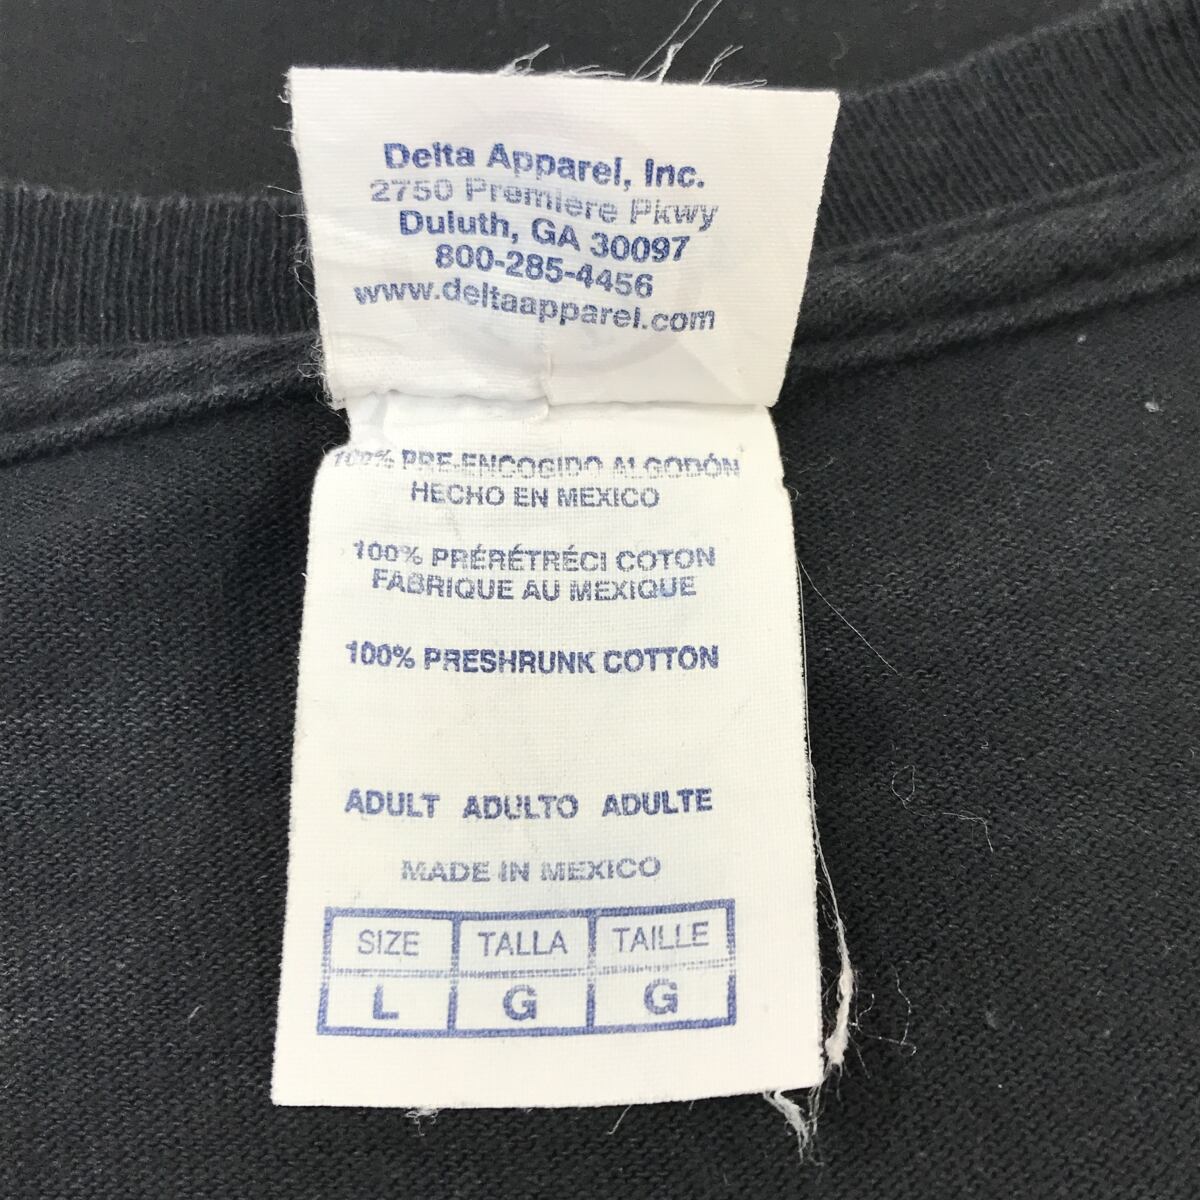 Delta Apparel, Inc.
2750 Premiere Pkwy
Duluth, GA 30097
800-285-4456
www.deltaapparel.com
100% PRE-ENCOGIDO ALGODÓN
HECHO EN MEXICO
100% PRÉRÉTRÉCI COTON
FABRIQUE AU MEXIQUE
100% PRESHRUNK COTTON
ADULT ADULTO ADULTE
MADE IN MEXICO
SIZE TALLA TAILLE
L G G